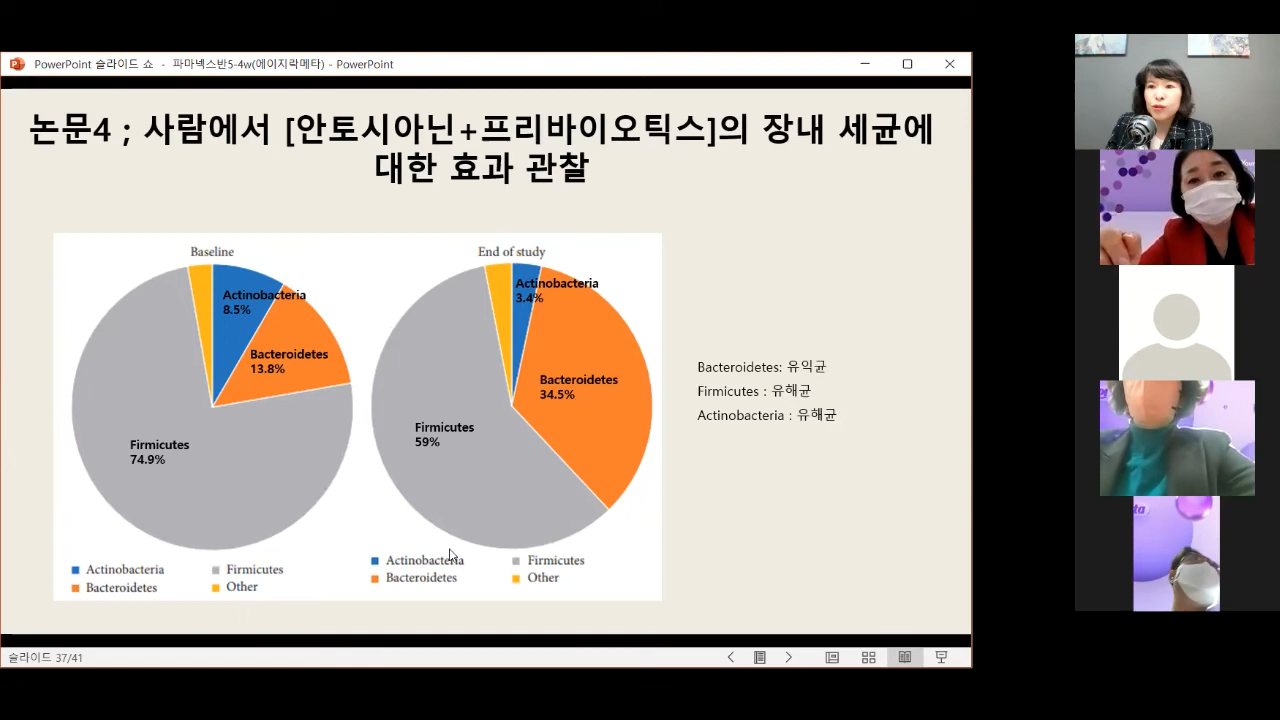 PowerPoint 슬라이드 쇼 - 파마넥스반5-4w(에이지락메타) - PowerPoint
논문4 ; 사람에서 [안토시아닌+프리바이오틱스]의 장내 세균에
대한 효과 관찰
Baseline
Actinobacteria
8.5%
Bacteroidetes
13.8%
Firmicutes
74.9%
Actinobacteria
Firmicutes
Bacteroidetes
Other
End of study
Actinobacteria
3.4%
Bacteroidetes
34.5%
Firmicutes
59%
Actinobacteria
Firmicutes
Bacteroidetes
Other
Bacteroidetes: 유익균
Firmicutes : 유해균
Actinobacteria : 유해균
슬라이드 37/41